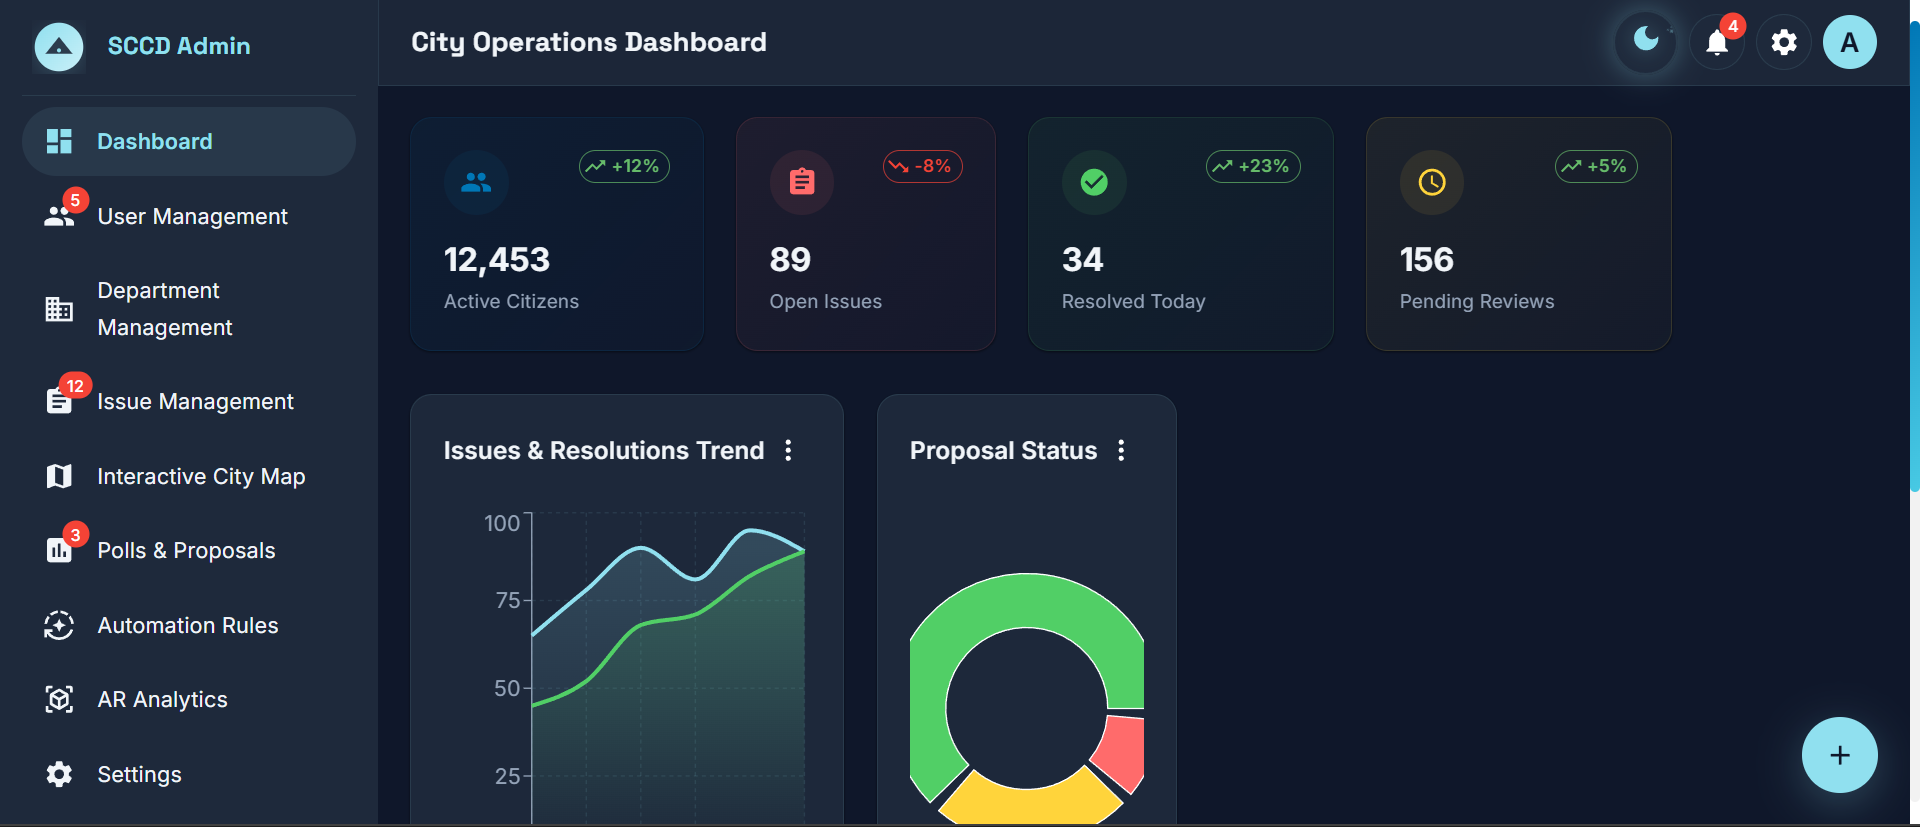 SCCD Admin
City Operations Dashboard
4
A
Dashboard
5
User Management
Department
Management
12
Issue Management
Interactive City Map
3
Polls & Proposals
Automation Rules
AR Analytics
Settings
+12%
12,453
Active Citizens
-8%
89
Open Issues
+23%
34
Resolved Today
+5%
156
Pending Reviews
Issues & Resolutions Trend
100
75
50
25
Proposal Status